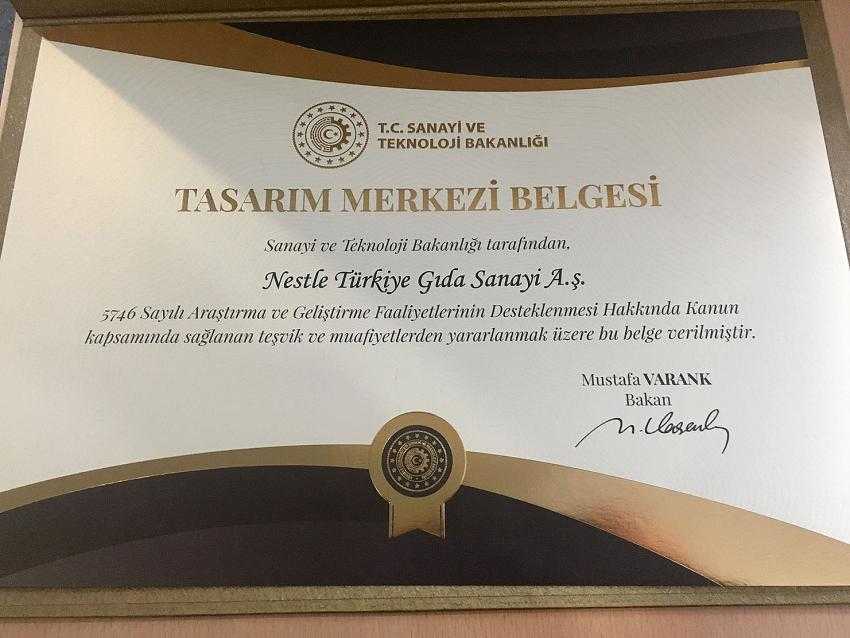 T.C. SANAYİ VE
TEKNOLOJİ BAKANLIĞI
TASARIM MERKEZİ BELGESİ
Sanayi ve Teknoloji Bakanlığı tarafından,
Nestle Türkiye Gıda Sanayi A.ş.
5746 Sayılı Araştırma ve Geliştirme Faaliyetlerinin Desteklenmesi Hakkında Kanun
kapsamında sağlanan teşvik ve muafiyetlerden yararlanmak üzere bu belge verilmiştir.
Mustafa VARANK
Bakan